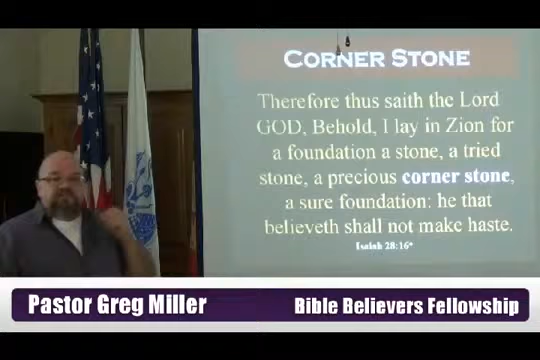 CORNER STONE
Therefore thus saith the Lord
GOD, Behold, I lay in Zion for
a foundation a stone, a tried
stone, a precious corner stone,
a sure foundation: he that
believeth shall not make haste.
Isaiah 28:16*
Pastor Greg Miller
Bible Believers Fellowship